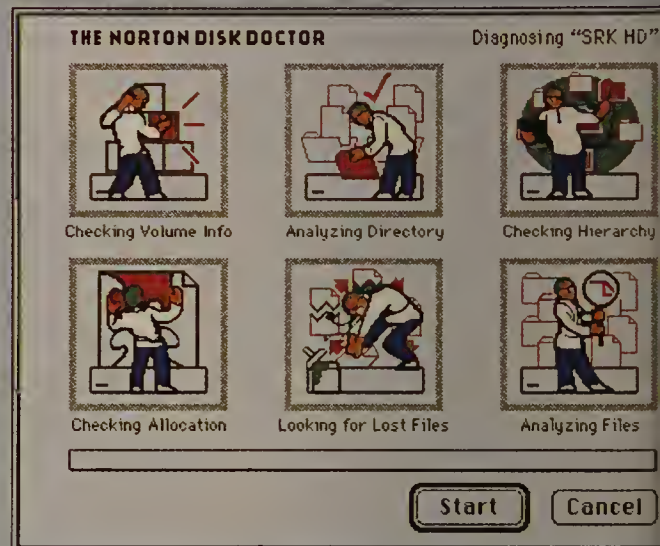 THE NORTON DISK DOCTOR
Diagnosing “SRK HD”
Checking Volume Info
Analyzing Directory
Checking Hierarchy
Checking Allocation
Looking for Lost Files
Analyzing Files
Start
Cancel